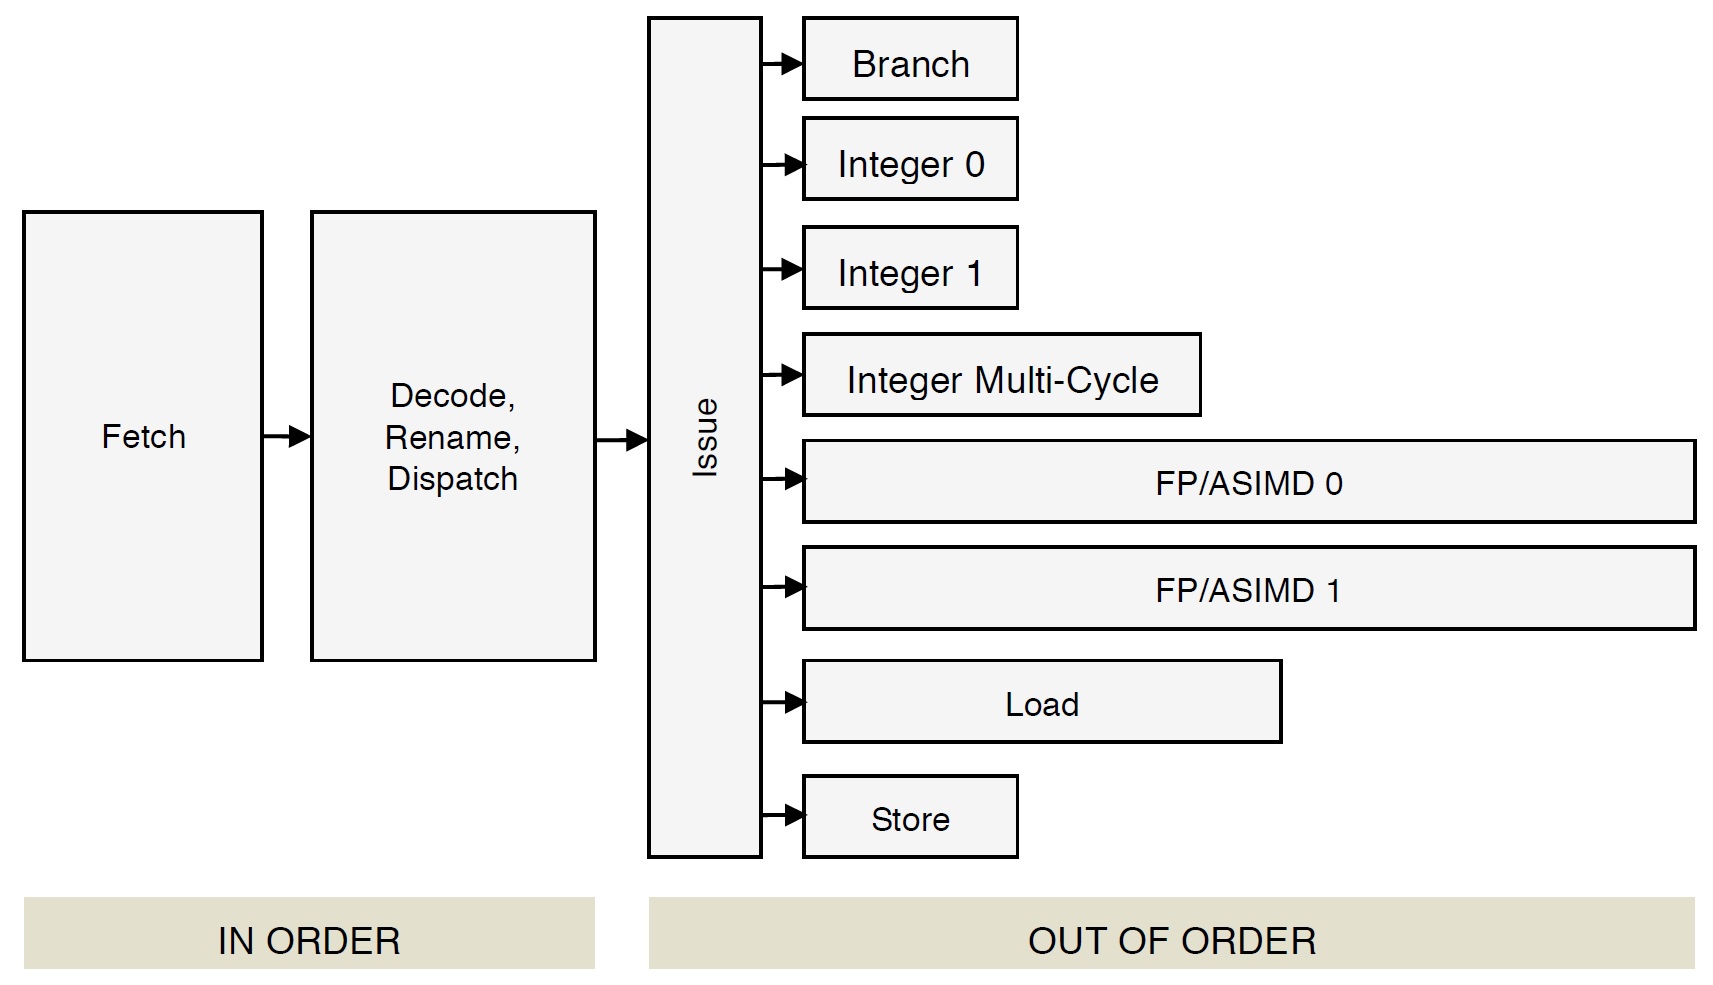 Branch
Integer 0
Integer 1
Integer Multi-Cycle
Fetch
Decode,
Rename,
Dispatch
Issue
FP/ASIMD 0
FP/ASIMD 1
Load
Store
IN ORDER
OUT OF ORDER